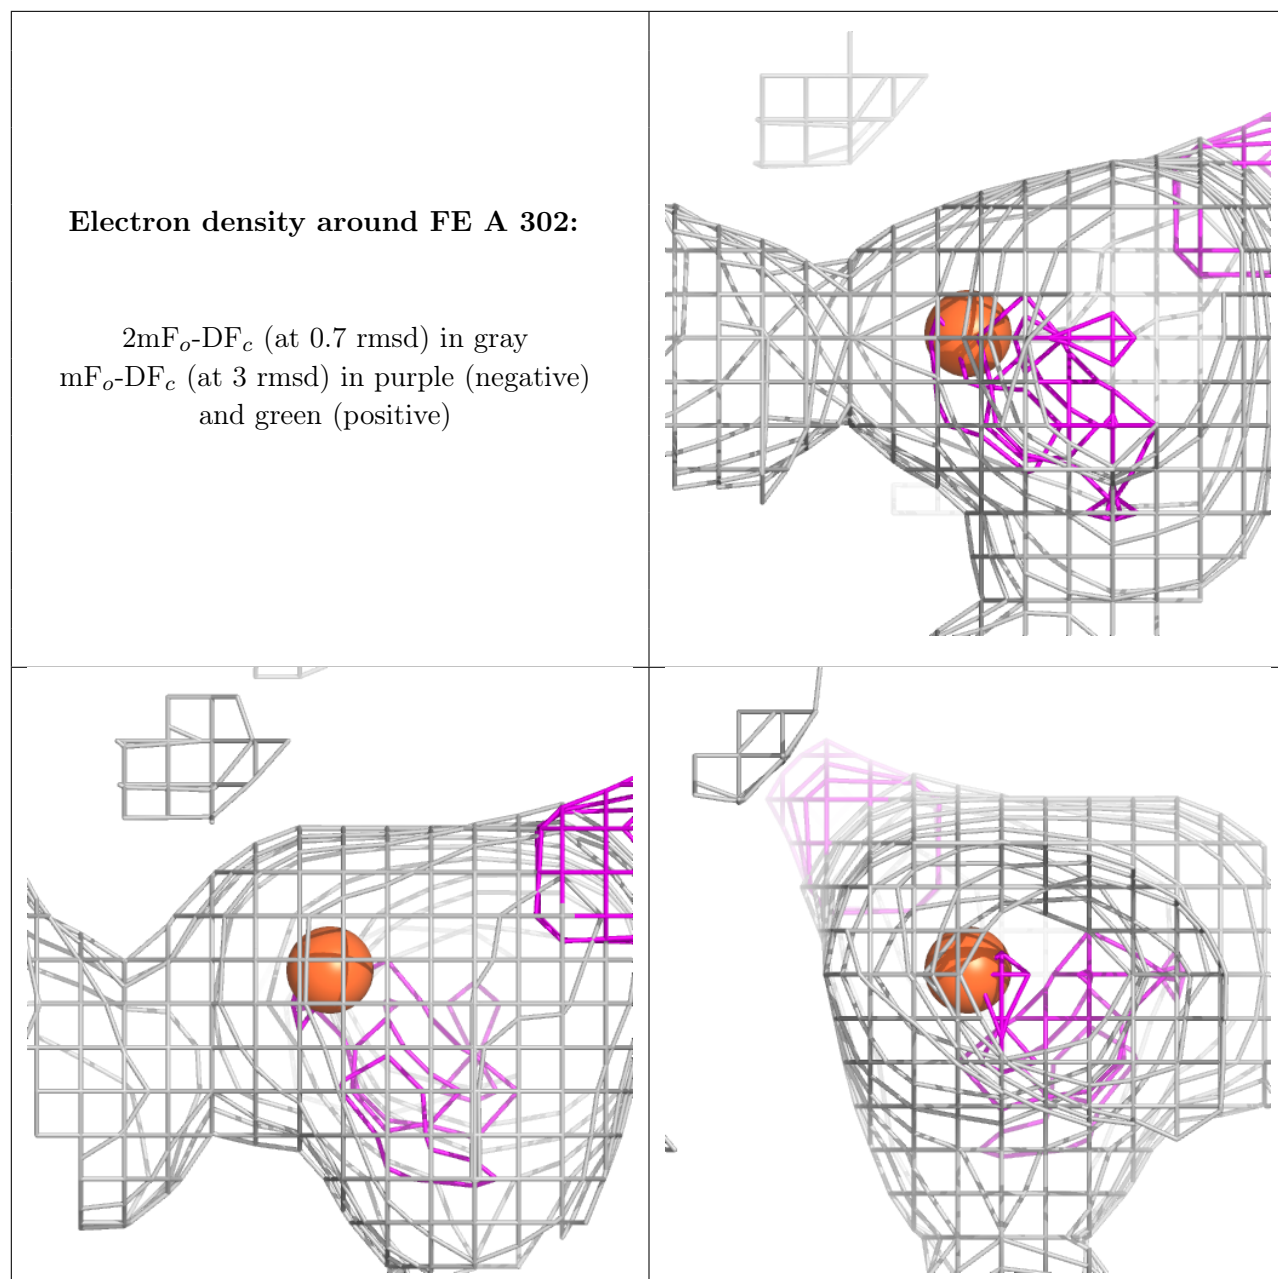 Electron density around FE A 302:
2mFo-DFc (at 0.7 rmsd) in gray
mFo-DFc (at 3 rmsd) in purple (negative)
and green (positive)